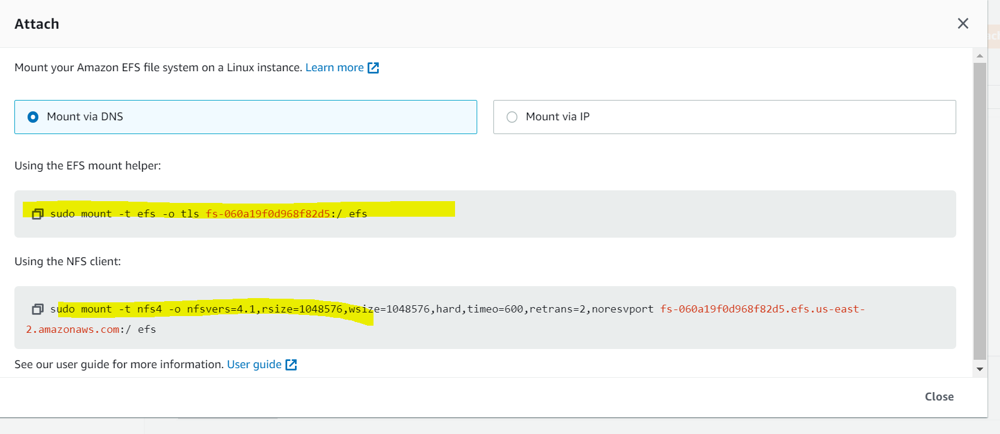 Attach
Mount your Amazon EFS file system on a Linux instance. Learn more
Mount via DNS
Mount via IP
Using the EFS mount helper:
sudo mount -t efs -o tls fs-060a19f0d968f82d5:/ efs
Using the NFS client:
sudo mount -t nfs4 -o nfsvers=4.1,rsize=1048576,wsize=1048576,hard,timeo=600,retrans=2,noresvport fs-060a19f0d968f82d5.efs.us-east-
2.amazonaws.com:/ efs
See our user guide for more information. User guide
Close